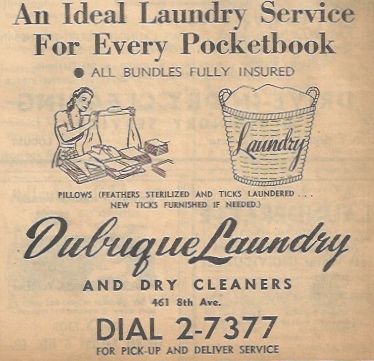 An Ideal Laundry Service
For Every Pocketbook
● ALL BUNDLES FULLY INSURED
Laundry
PILLOWS (FEATHERS STERILIZED AND TICKS LAUNDERED ...
NEW TICKS FURNISHED IF NEEDED.)
Dubuque Laundry
AND DRY CLEANERS
461 8th Ave.
DIAL 2-7377
FOR PICK-UP AND DELIVER SERVICE